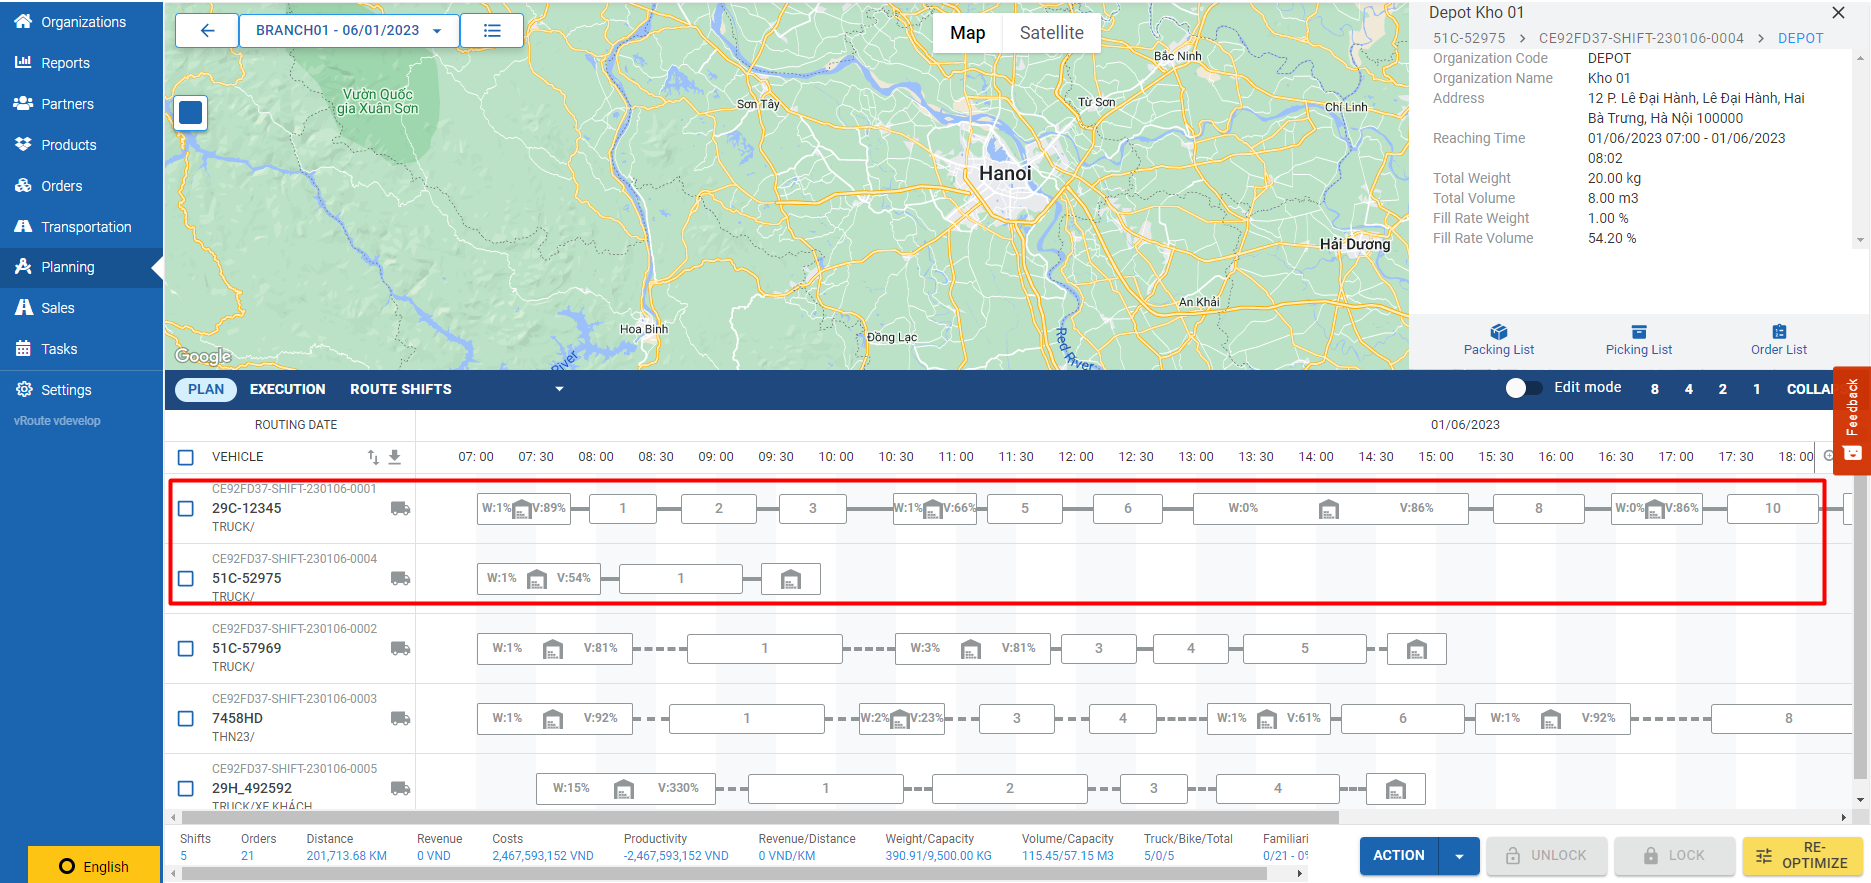 Organizations
Reports
Partners
Products
Orders
Transportation
Planning
Sales
Tasks
Settings
vRoute vdevelop
English
BRANCH01 - 06/01/2023
Map
Satellite
Vườn Quốc
gia Xuân Sơn
Sơn Tây
Bắc Ninh
Từ Sơn
Chí Linh
Hanoi
Hải Dương
An Khải
Hoa Binh
Đồng Lạc
Red River
River
Google
Depot Kho 01
51C-52975 > CE92FD37-SHIFT-230106-0004 > DEPOT
Organization Code DEPOT
Organization Name Kho 01
Address 12 P. Lê Đại Hành, Lê Đại Hành, Hai
Bà Trưng, Hà Nội 100000
Reaching Time 01/06/2023 07:00 - 01/06/2023
08:02
Total Weight 20.00 kg
Total Volume 8.00 m3
Fill Rate Weight 1.00 %
Fill Rate Volume 54.20 %
Packing List Picking List Order List
PLAN EXECUTION ROUTE SHIFTS Edit mode 8 4 2 1 COLLA
Feedback
ROUTING DATE 01/06/2023
VEHICLE 07: 00 07: 30 08: 00 08: 30 09: 00 09: 30 10: 00 10: 30 11: 00 11: 30 12: 00 12: 30 13: 00 13: 30 14: 00 14: 30 15: 00 15: 30 16: 00 16: 30 17: 00 17: 30 18: 00
CE92FD37-SHIFT-230106-0001
29C-12345 W:1% V:89% 1 2 3 W:1% V:66% 5 6 W:0% V:86% 8 W:0% V:86% 10
TRUCK/
CE92FD37-SHIFT-230106-0004
51C-52975 W:1% V:54% 1
TRUCK/
CE92FD37-SHIFT-230106-0002
51C-57969 W:1% V:81% 1 W:3% V:81% 3 4 5
TRUCK/
CE92FD37-SHIFT-230106-0003
7458HD W:1% V:92% 1 W:2% V:23% 3 4 W:1% V:61% 6 W:1% V:92% 8
THN23/
CE92FD37-SHIFT-230106-0005
29H_492592 W:15% V:330% 1 2 3 4
TRUCK/XE KHÁCH
Shifts Orders Distance Revenue Costs Productivity Revenue/Distance Weight/Capacity Volume/Capacity Truck/Bike/Total Familiari
5 21 201,713.68 KM 0 VND 2,467,593,152 VND -2,467,593,152 VND 0 VND/KM 390.91/9,500.00 KG 115.45/57.15 M3 5/0/5 0/21 - 0%
ACTION UNLOCK LOCK RE-
OPTIMIZE